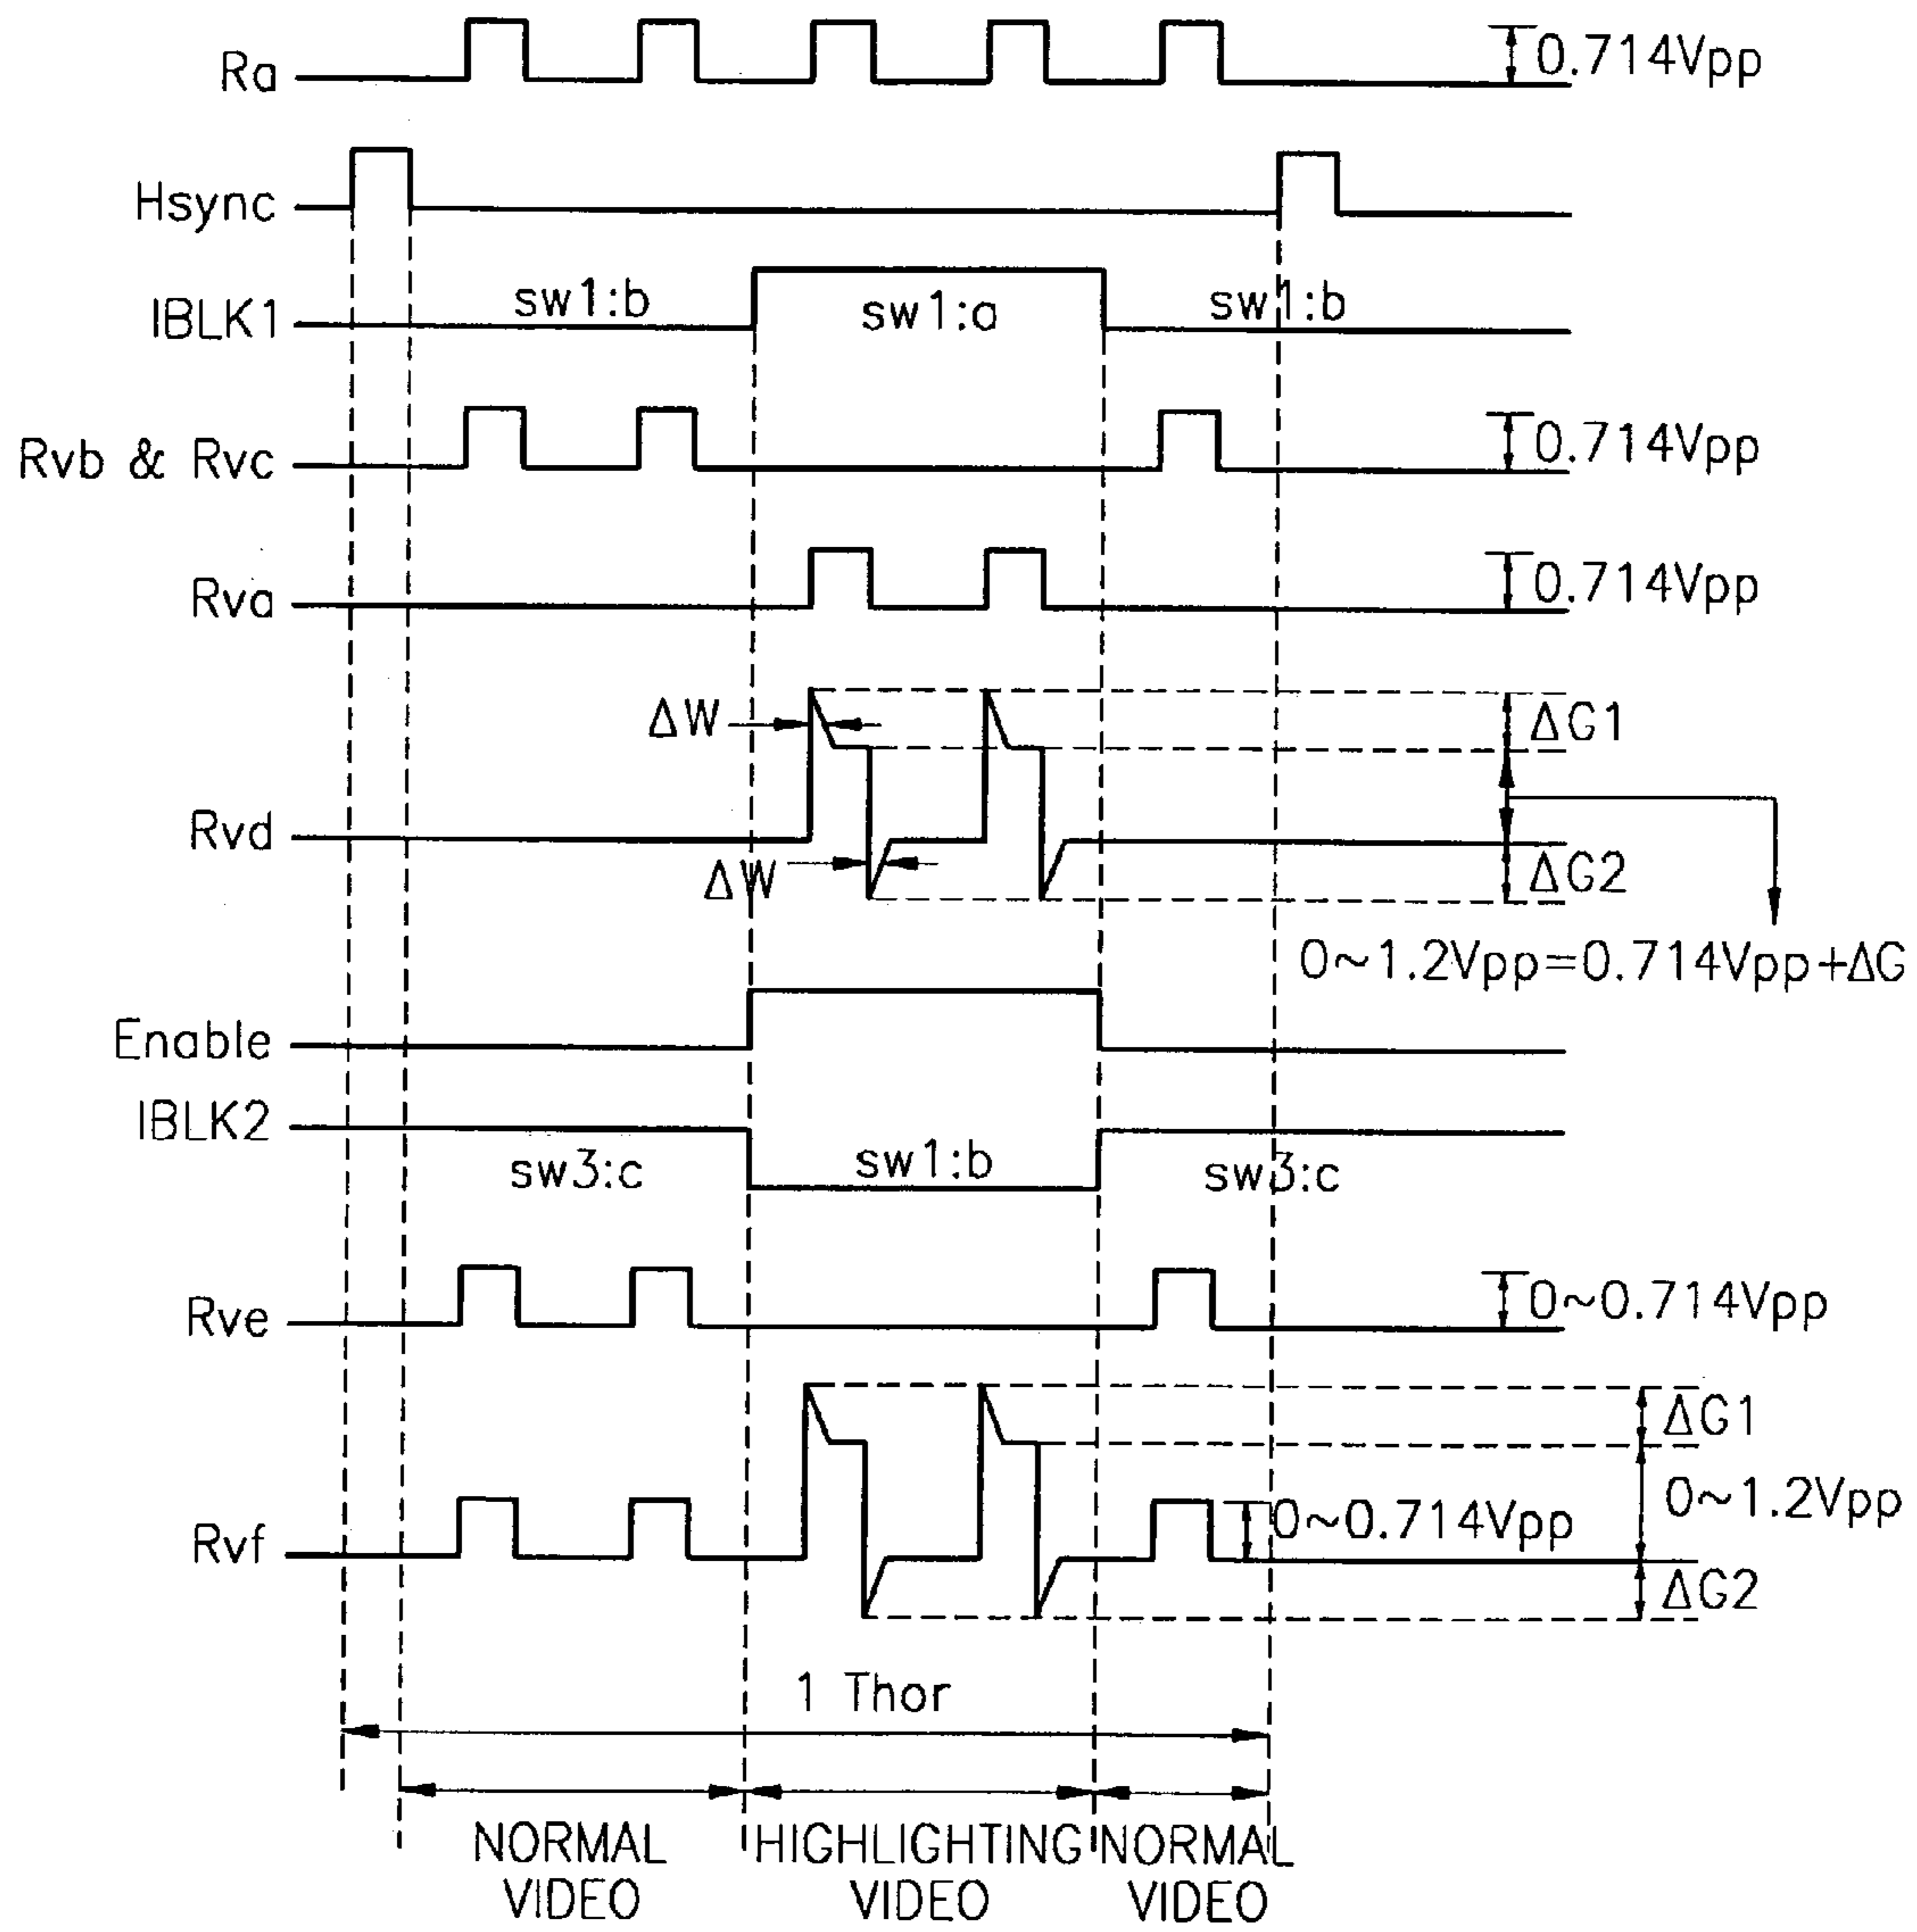 Ra
0.714Vpp
Hsync
IBLK1
sw1:b
sw1:a
sw1:b
Rvb & Rvc
0.714Vpp
Rva
0.714Vpp
ΔW
ΔG1
Rvd
ΔW
ΔG2
0~1.2Vpp=0.714Vpp+ΔG
Enable
IBLK2
sw3:c
sw1:b
sw3:c
Rve
0~0.714Vpp
ΔG1
0~1.2Vpp
Rvf
0~0.714Vpp
ΔG2
1 Thor
NORMAL VIDEO
HIGHLIGHTING VIDEO
NORMAL VIDEO